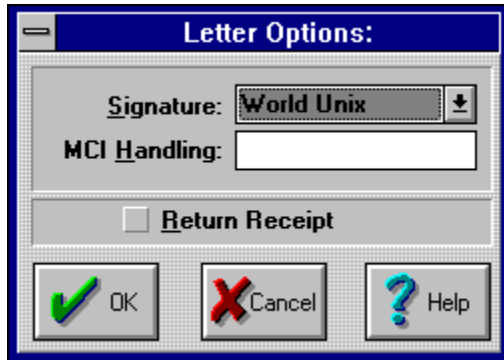 Letter Options:
Signature: World Unix
MCI Handling:
Return Receipt
OK Cancel Help